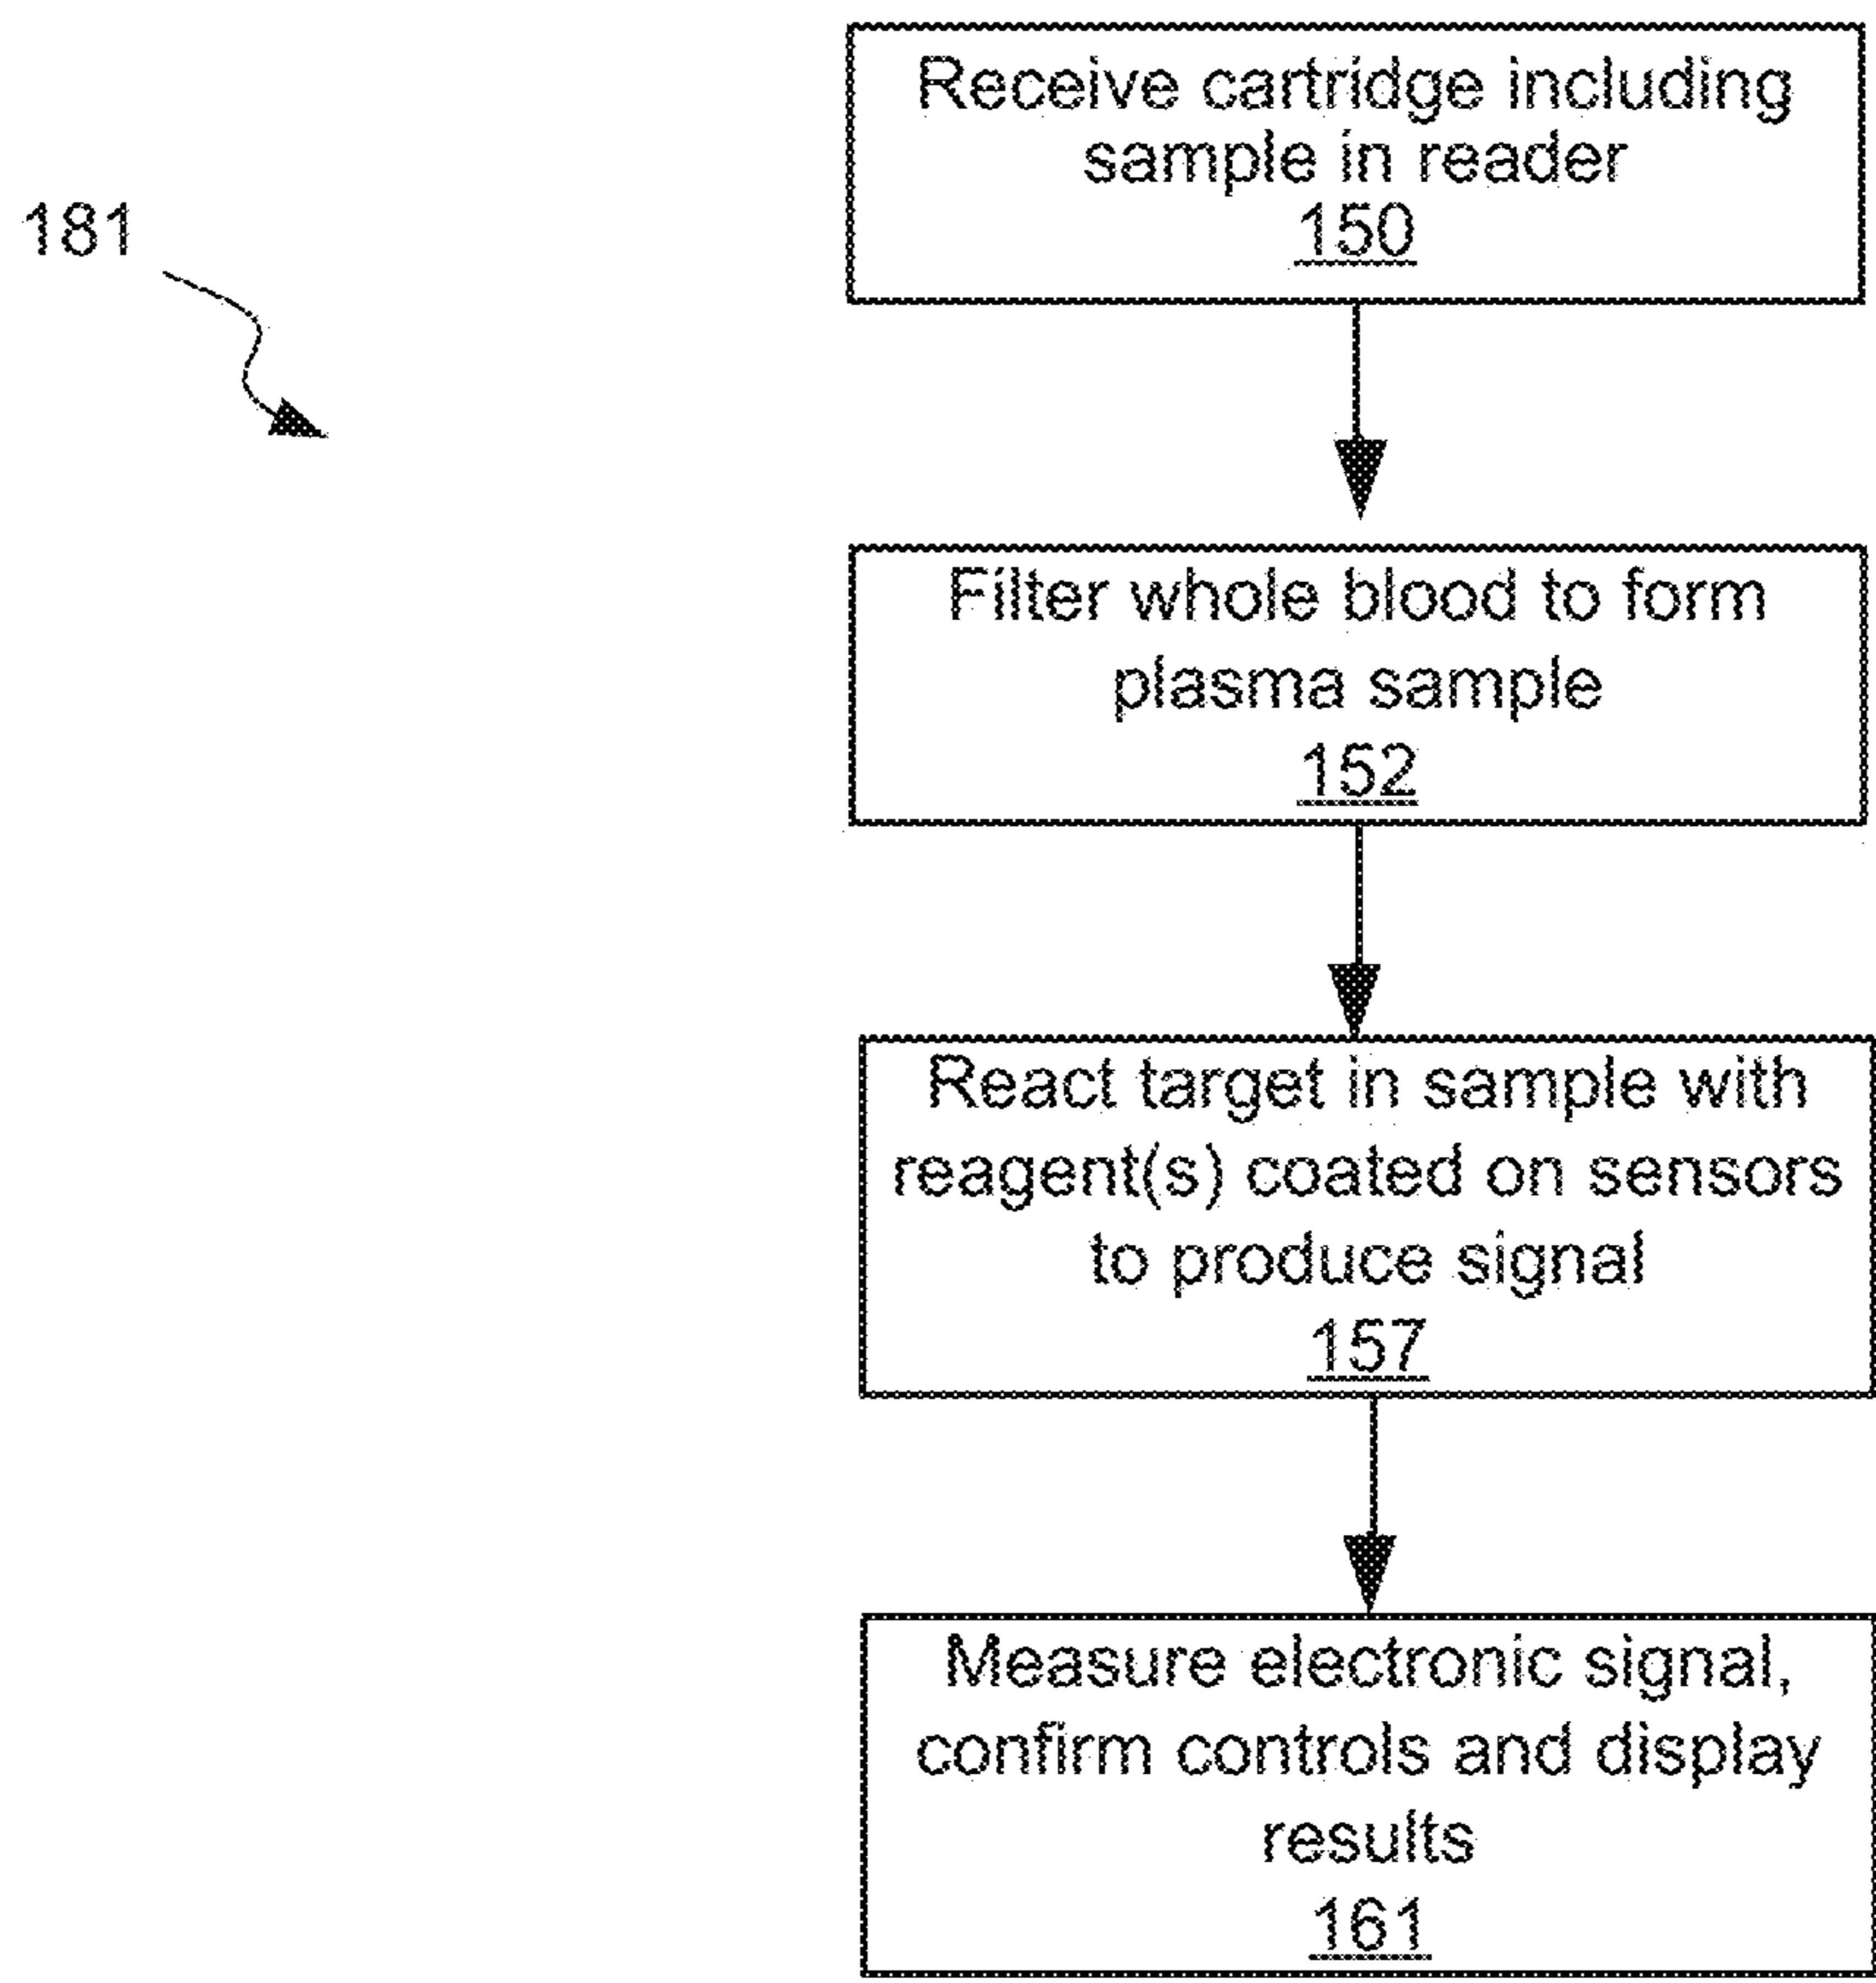 Receive cartridge including
sample in reader
150
181
Filter whole blood to form
plasma sample
152
React target in sample with
reagent(s) coated on sensors
to produce signal
157
Measure electronic signal,
confirm controls and display
results
161